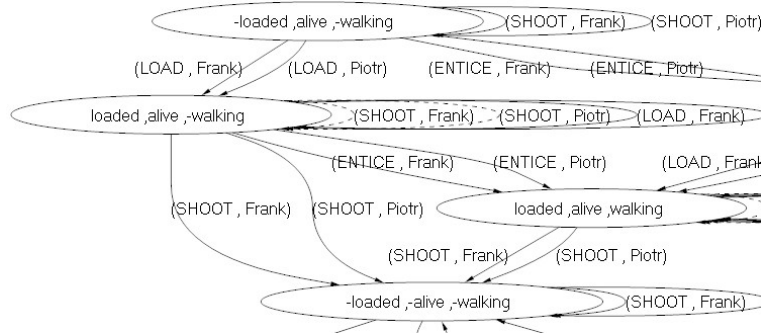 -loaded ,alive ,-walking (SHOOT , Frank) (SHOOT , Piotr)
(LOAD , Frank) (LOAD , Piotr) (ENTICE , Frank) (ENTICE , Piotr)
loaded ,alive ,-walking (SHOOT , Frank) (SHOOT , Piotr) (LOAD , Frank)
(ENTICE , Frank) (ENTICE , Piotr) (LOAD , Frank
(SHOOT , Frank) (SHOOT , Piotr) loaded ,alive ,walking
(SHOOT , Frank) (SHOOT , Piotr)
-loaded ,-alive ,-walking (SHOOT , Frank)